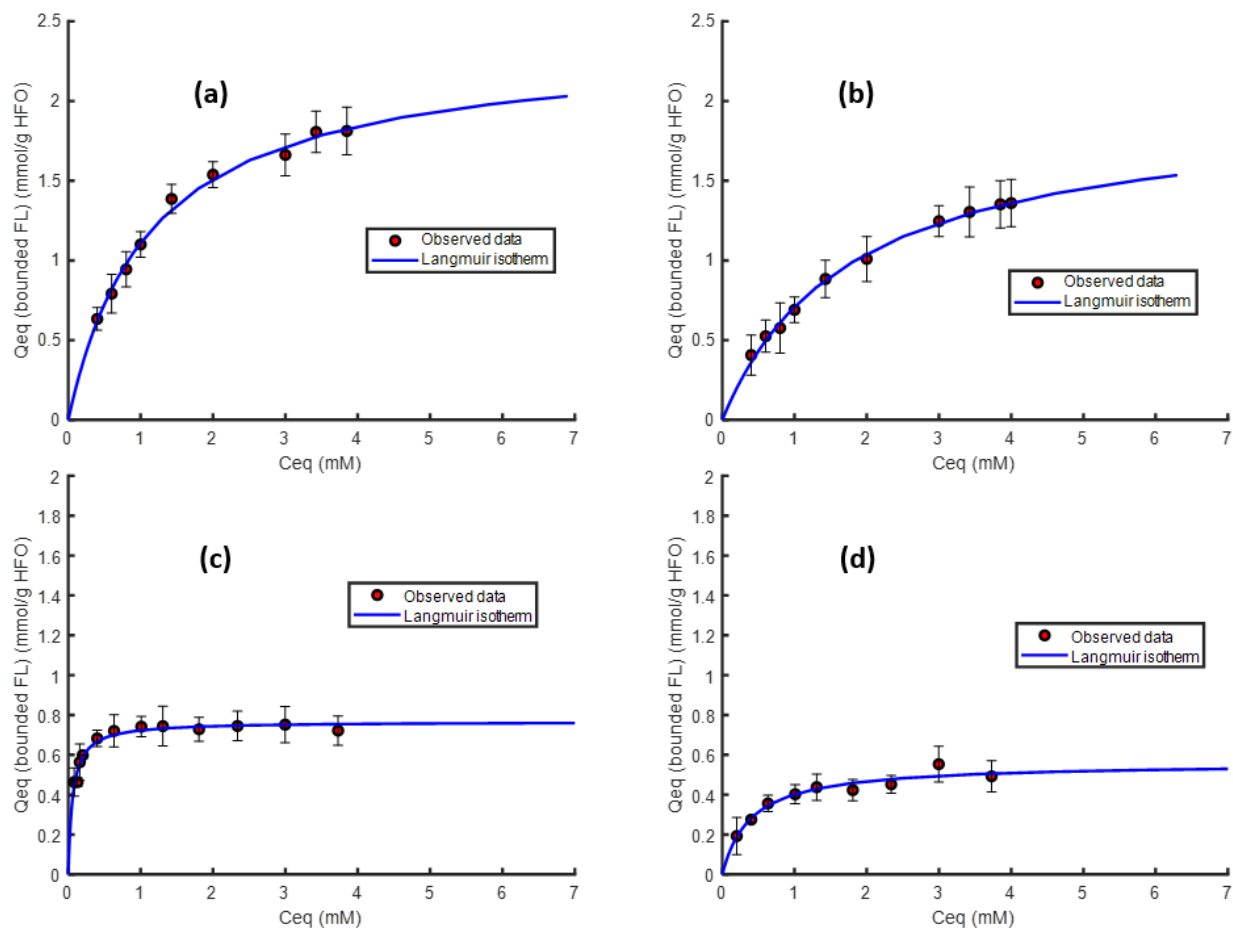 2.5
2
1.5
1
0.5
0
Qeq (bounded FL) (mmol/g HFO)
(a)
Observed data
Langmuir isotherm
0 1 2 3 4 5 6 7
Ceq (mM)
2.5
2
1.5
1
0.5
0
Qeq (bounded FL) (mmol/g HFO)
(b)
Observed data
Langmuir isotherm
0 1 2 3 4 5 6 7
Ceq (mM)
2
1.8
1.6
1.4
1.2
1
0.8
0.6
0.4
0.2
0
Qeq (bounded FL) (mmol/g HFO)
(c)
Observed data
Langmuir isotherm
0 1 2 3 4 5 6 7
Ceq (mM)
2
1.8
1.6
1.4
1.2
1
0.8
0.6
0.4
0.2
0
Qeq (bounded FL) (mmol/g HFO)
(d)
Observed data
Langmuir isotherm
0 1 2 3 4 5 6 7
Ceq (mM)